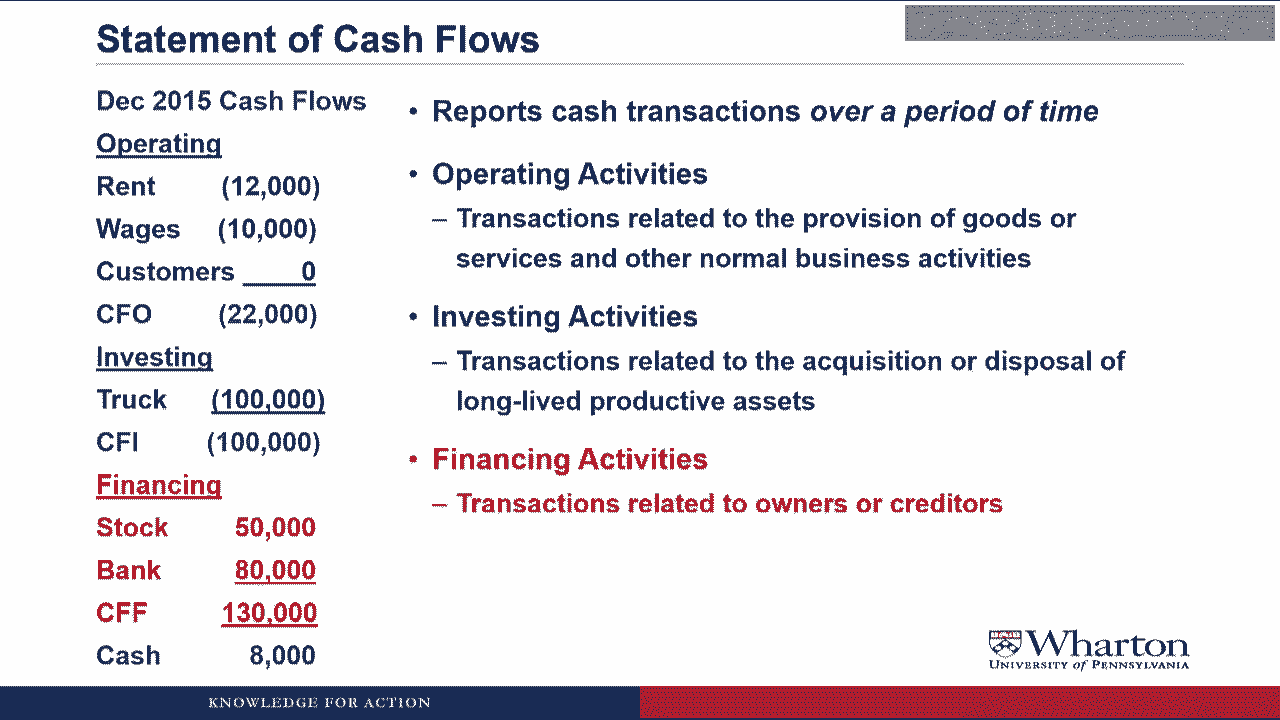 Statement of Cash Flows
Dec 2015 Cash Flows
Operating
Rent (12,000)
Wages (10,000)
Customers 0
CFO (22,000)
Investing
Truck (100,000)
CFI (100,000)
Financing
Stock 50,000
Bank 80,000
CFF 130,000
Cash 8,000
• Reports cash transactions over a period of time
• Operating Activities
– Transactions related to the provision of goods or
services and other normal business activities
• Investing Activities
– Transactions related to the acquisition or disposal of
long-lived productive assets
• Financing Activities
– Transactions related to owners or creditors
Wharton
UNIVERSITY of PENNSYLVANIA
KNOWLEDGE FOR ACTION